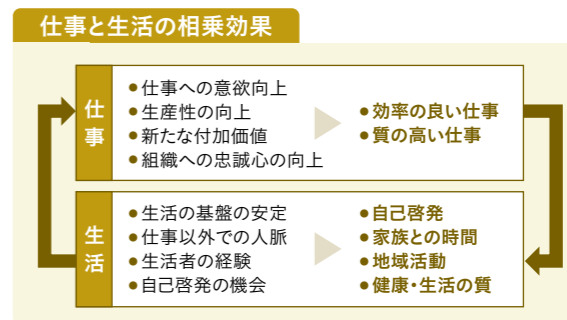 仕事と生活の相乗効果
仕事
●仕事への意欲向上
●生産性の向上
●新たな付加価値
●組織への忠誠心の向上
●効率の良い仕事
●質の高い仕事
生活
●生活の基盤の安定
●仕事以外での人脈
●生活者の経験
●自己啓発の機会
●自己啓発
●家族との時間
●地域活動
●健康・生活の質